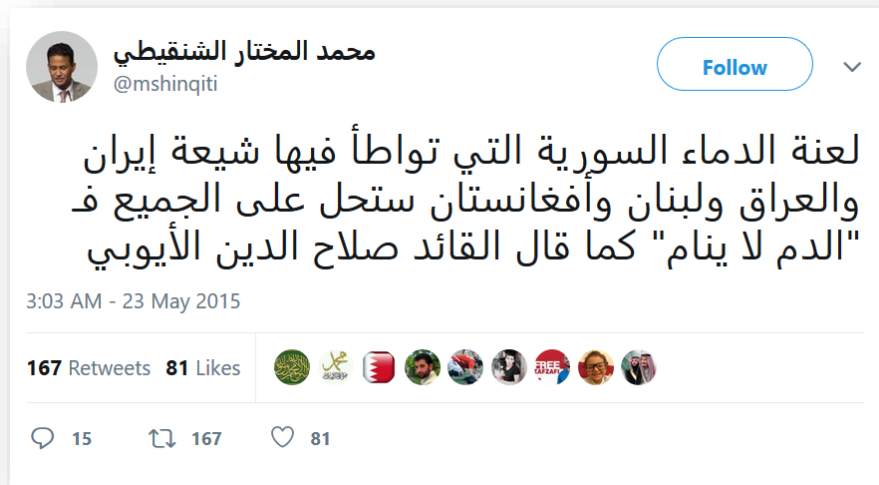 محمد المختار الشنقيطي
@mshinqiti
Follow
لعنة الدماء السورية التي تواطأ فيها شيعة إيران
والعراق ولبنان وأفغانستان ستحل على الجميع فـ
"الدم لا ينام" كما قال القائد صلاح الدين الأيوبي
3:03 AM - 23 May 2015
167 Retweets 81 Likes
FREE
15 167 81